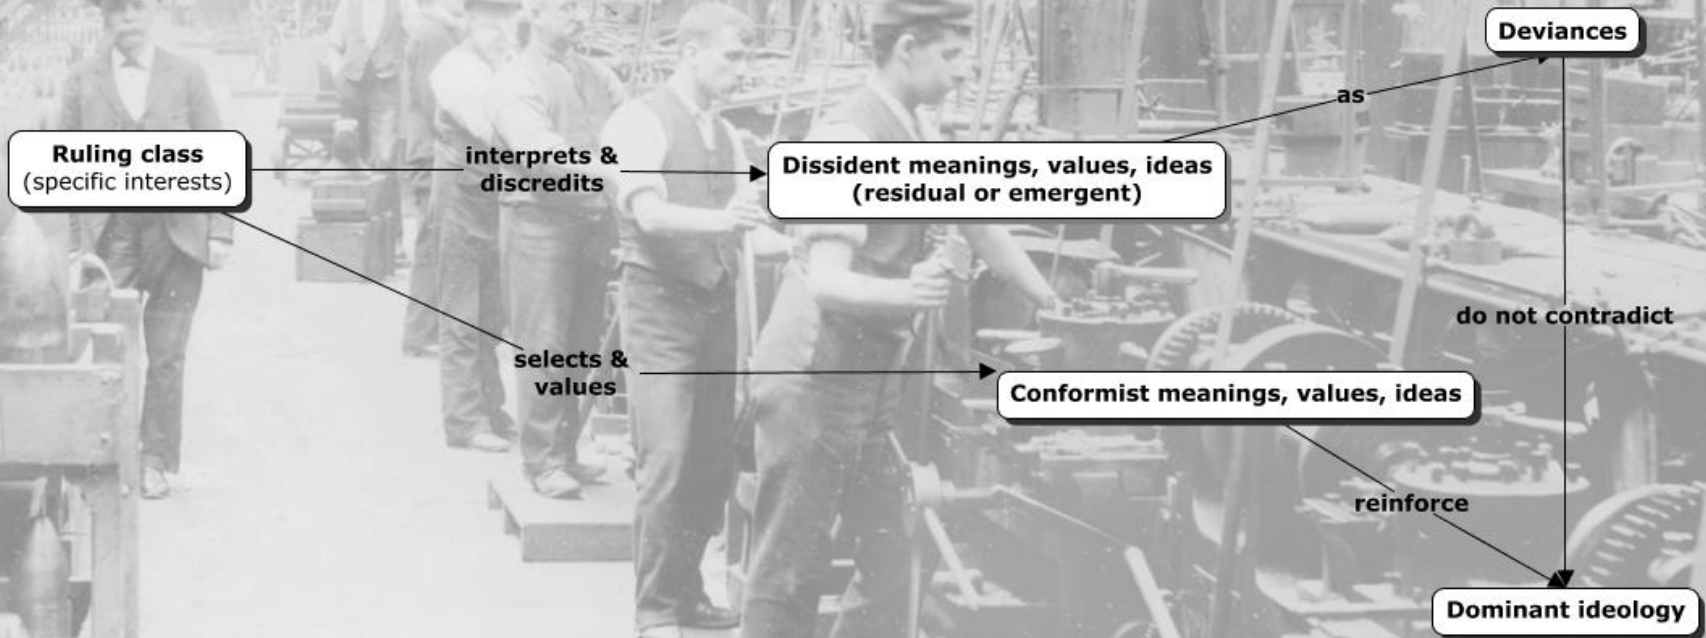 Deviances
as
Ruling class
(specific interests)
interprets &
discredits
Dissident meanings, values, ideas
(residual or emergent)
do not contradict
selects &
values
Conformist meanings, values, ideas
reinforce
Dominant ideology